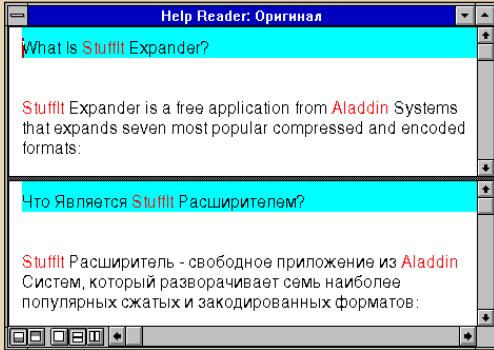 Help Reader: Оригинал
What Is StuffIt Expander?
StuffIt Expander is a free application from Aladdin Systems
that expands seven most popular compressed and encoded
formats:
Что Является StuffIt Расширителем?
StuffIt Расширитель - свободное приложение из Aladdin
Систем, который разворачивает семь наиболее
популярных сжатых и закодированных форматов: